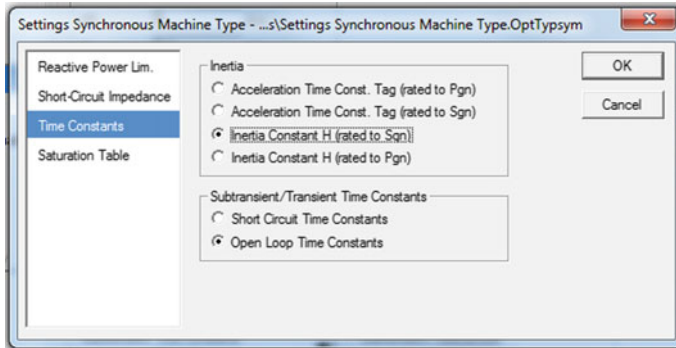 Settings Synchronous Machine Type - ...s\Settings Synchronous Machine Type.OptTypsym
Reactive Power Lim.
Short-Circuit Impedance
Time Constants
Saturation Table
Inertia
Acceleration Time Const. Tag (rated to Pgn)
Acceleration Time Const. Tag (rated to Sgn)
Inertia Constant H (rated to Sgn)
Inertia Constant H (rated to Pgn)
Subtransient/Transient Time Constants
Short Circuit Time Constants
Open Loop Time Constants
OK
Cancel